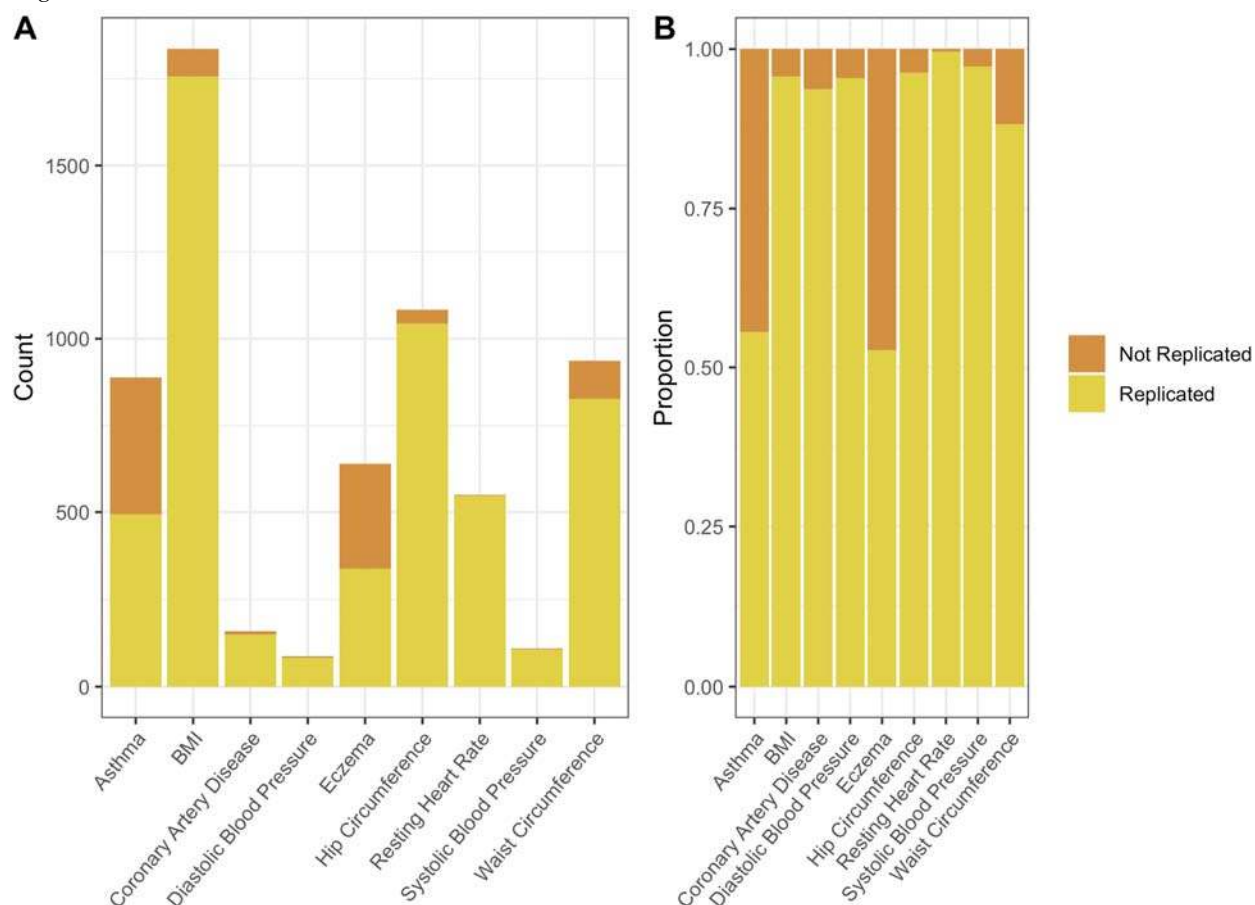 A
Count
1500
1000
500
0
Asthma
BMI
Coronary Artery Disease
Diastolic Blood Pressure
Eczema
Hip Circumference
Resting Heart Rate
Systolic Blood Pressure
Waist Circumference
B
Proportion
1.00
0.75
0.50
0.25
0.00
Asthma
BMI
Coronary Artery Disease
Diastolic Blood Pressure
Eczema
Hip Circumference
Resting Heart Rate
Systolic Blood Pressure
Waist Circumference
Not Replicated
Replicated